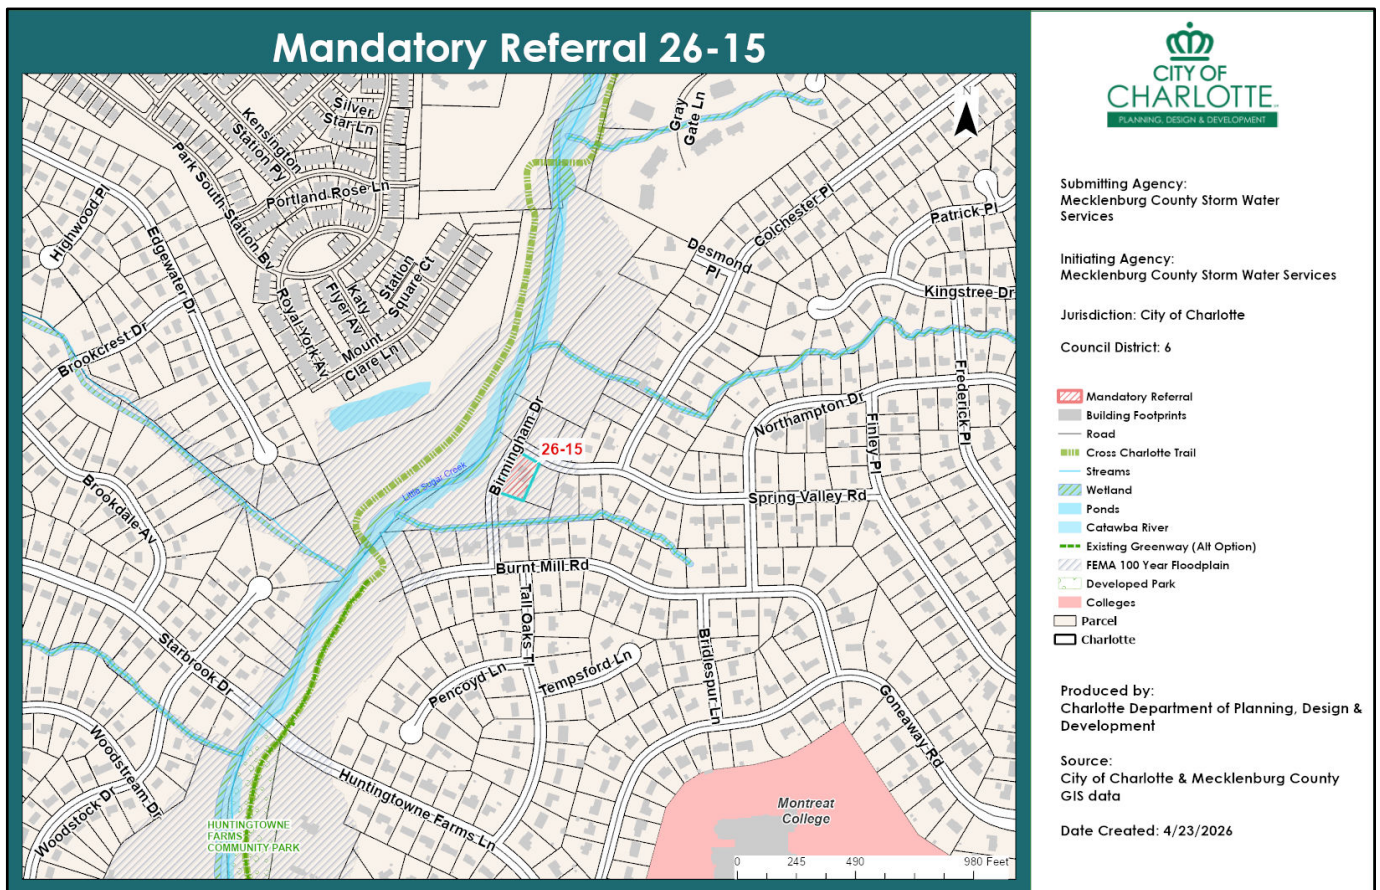 Mandatory Referral 26-15
Silver
Star Ln
Kensington
Station Py
Park South Station Bv
Portland Rose Ln
Highwood Pl
Edgewater Dr
Brookcrest Dr
Royal York Av
Flyer Av
Katy
Station
Square Ct
Mount
Clare Ln
Gray
Gate Ln
N
Colchester Pl
Patrick Pl
Desmond
Pl
Kingstree Dr
Frederick Pl
Northampton Dr
Finley Pl
Birmingham Dr
26-15
Little Sugar Creek
Spring Valley Rd
Brookdale Av
Burnt Mill Rd
Tall Oaks Tl
Bridlespur Ln
Starbrook Dr
Pencoyd Ln
Tempsford Ln
Goneaway Rd
Woodstream Dr
Woodstock Dr
Huntingtowne Farms Ln
HUNTINGTOWNE
FARMS
COMMUNITY PARK
Montreat
College
0 245 490 980 Feet
CITY OF
CHARLOTTE
PLANNING, DESIGN & DEVELOPMENT
Submitting Agency:
Mecklenburg County Storm Water
Services
Initiating Agency:
Mecklenburg County Storm Water Services
Jurisdiction: City of Charlotte
Council District: 6
Mandatory Referral
Building Footprints
Road
Cross Charlotte Trail
Streams
Wetland
Ponds
Catawba River
Existing Greenway (Alt Option)
FEMA 100 Year Floodplain
Developed Park
Colleges
Parcel
Charlotte
Produced by:
Charlotte Department of Planning, Design &
Development
Source:
City of Charlotte & Mecklenburg County
GIS data
Date Created: 4/23/2026